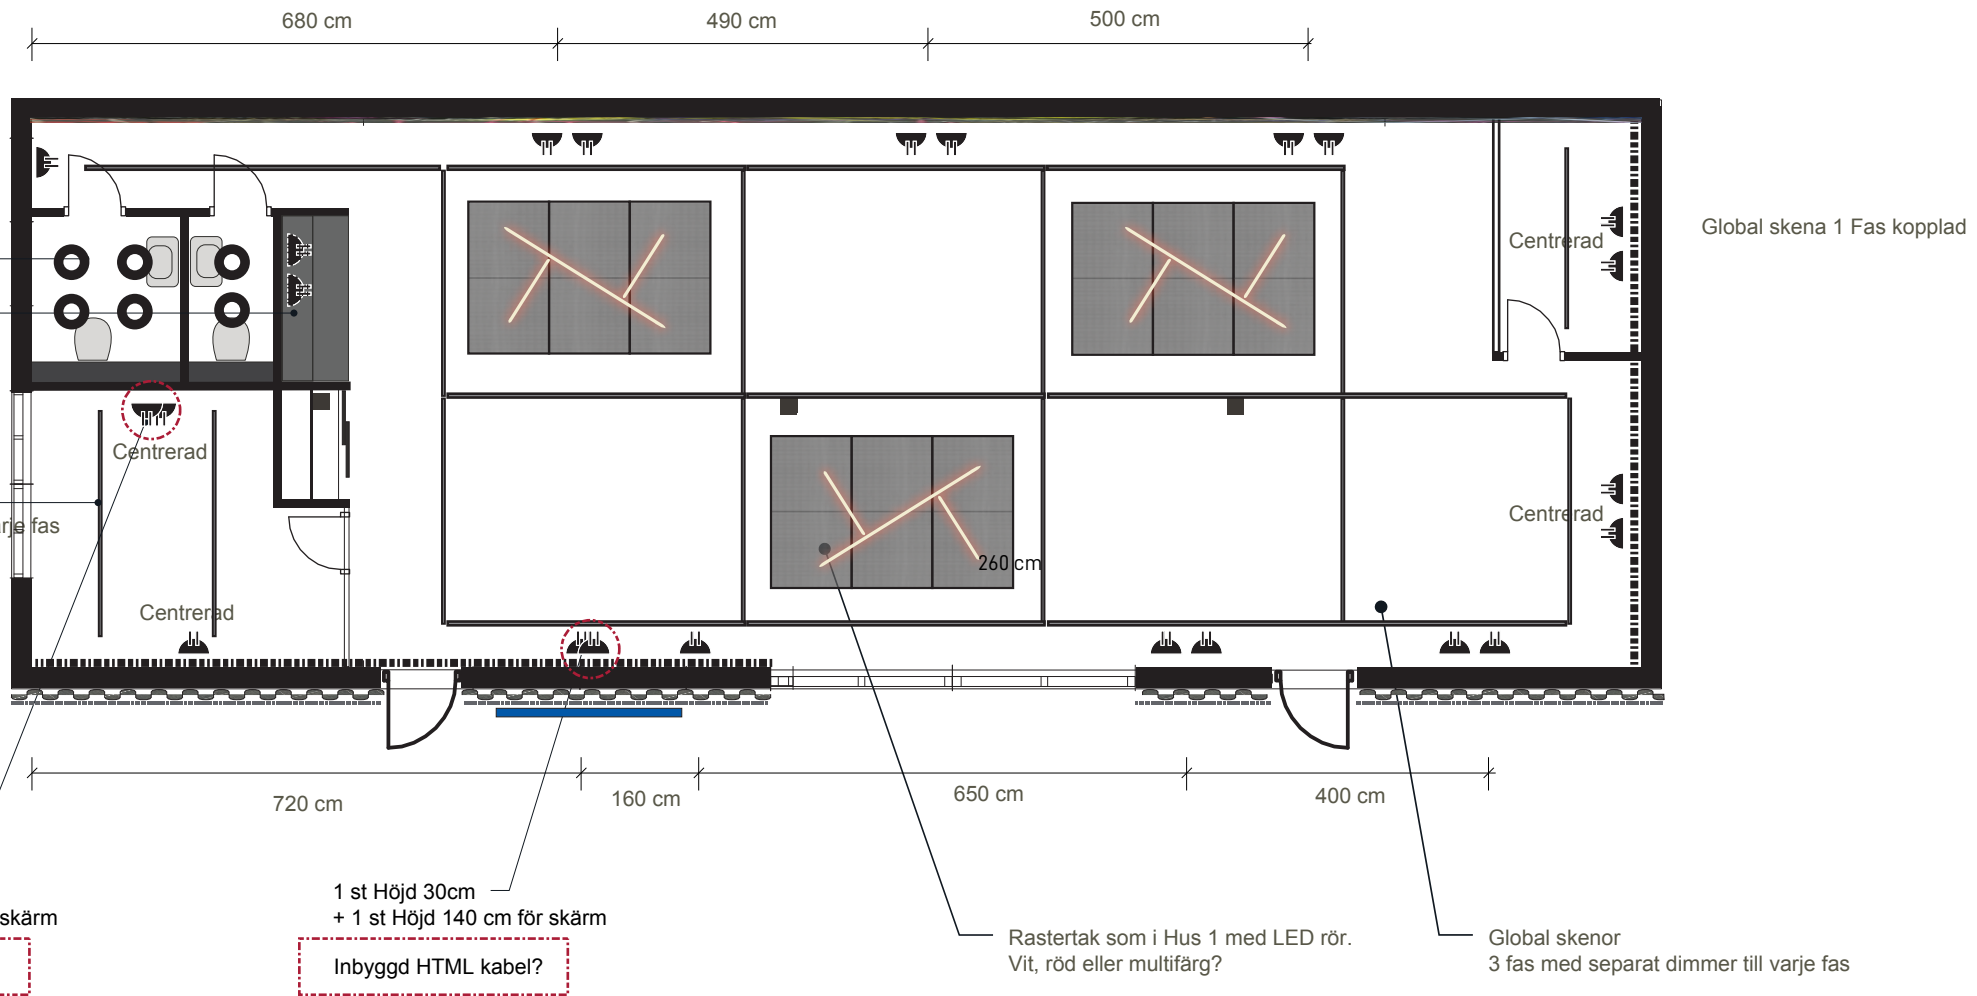 680 cm
490 cm
500 cm
Centrerad
Global skena 1 Fas kopplad
Centrerad
Centrerad
fas
260 cm
Centrerad
720 cm
160 cm
650 cm
400 cm
1 st Höjd 30cm
+ 1 st Höjd 140 cm för skärm
skärm
Inbyggd HTML kabel?
Rastertak som i Hus 1 med LED rör.
Vit, röd eller multifärg?
Global skenor
3 fas med separat dimmer till varje fas